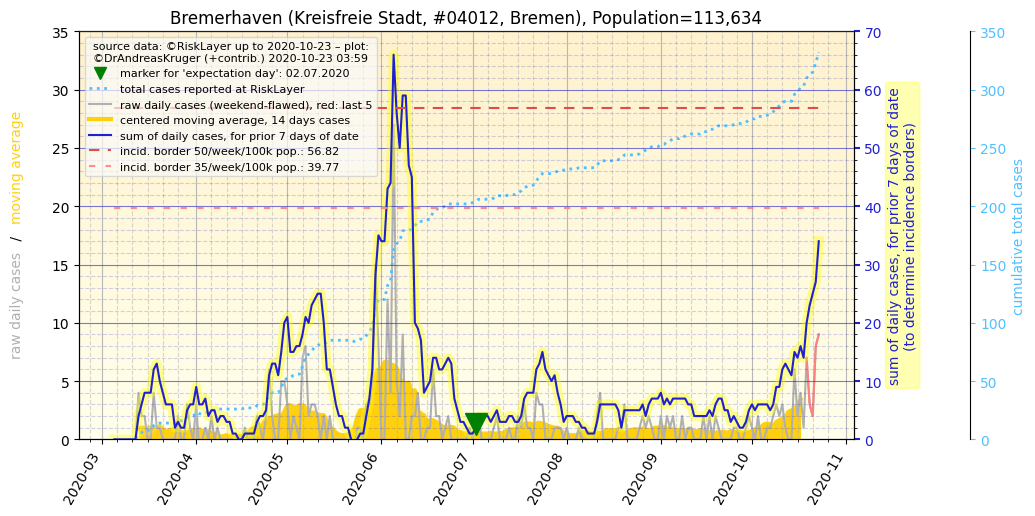 Bremerhaven (Kreisfreie Stadt, #04012, Bremen), Population=113,634
source data: ©RiskLayer up to 2020-10-23 – plot:
©DrAndreasKruger (+contrib.) 2020-10-23 03:59
marker for 'expectation day': 02.07.2020
total cases reported at RiskLayer
raw daily cases (weekend-flawed), red: last 5
centered moving average, 14 days cases
sum of daily cases, for prior 7 days of date
incid. border 50/week/100k pop.: 56.82
incid. border 35/week/100k pop.: 39.77
raw daily cases / moving average
35
30
25
20
15
10
5
0
2020-03
2020-04
2020-05
2020-06
2020-07
2020-08
2020-09
2020-10
2020-11
70
60
50
40
30
20
10
0
sum of daily cases, for prior 7 days of date
(to determine incidence borders)
350
300
250
200
150
100
50
0
cumulative total cases